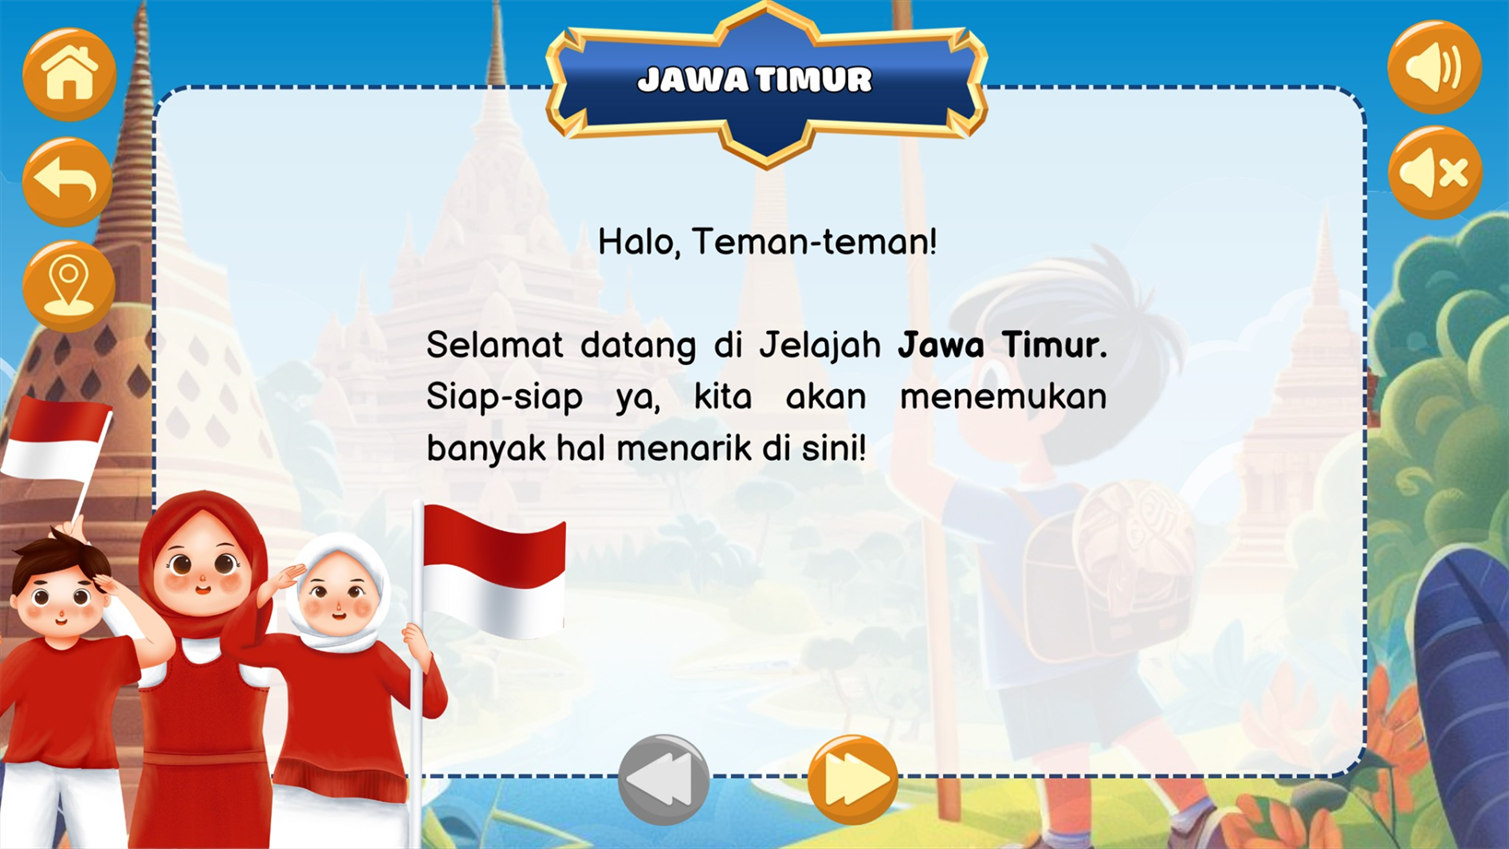 JAWA TIMUR
Halo, Teman-teman!
Selamat datang di Jelajah Jawa Timur.
Siap-siap ya, kita akan menemukan
banyak hal menarik di sini!